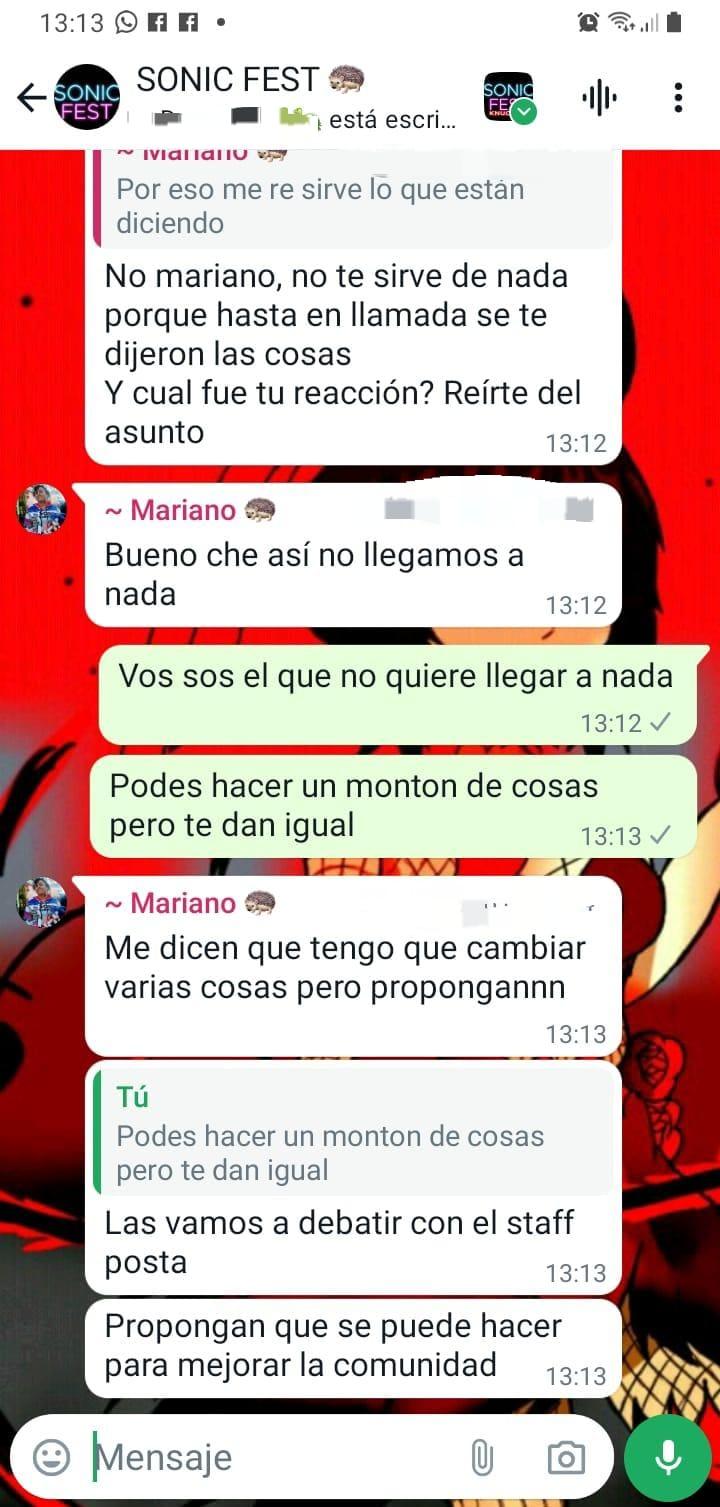 13:13
SONIC FEST
SONIC FEST 🦔
está escri...
SONIC
FES
~ Mariano 🦔
Por eso me re sirve lo que están
diciendo
No mariano, no te sirve de nada
porque hasta en llamada se te
dijeron las cosas
Y cual fue tu reacción? Reírte del
asunto
13:12
~ Mariano 🦔
Bueno che así no llegamos a
nada
13:12
Vos sos el que no quiere llegar a nada
13:12
Podes hacer un monton de cosas
pero te dan igual
13:13
~ Mariano 🦔
Me dicen que tengo que cambiar
varias cosas pero propongannn
13:13
Tú
Podes hacer un monton de cosas
pero te dan igual
Las vamos a debatir con el staff
posta
13:13
Propongan que se puede hacer
para mejorar la comunidad
13:13
Mensaje